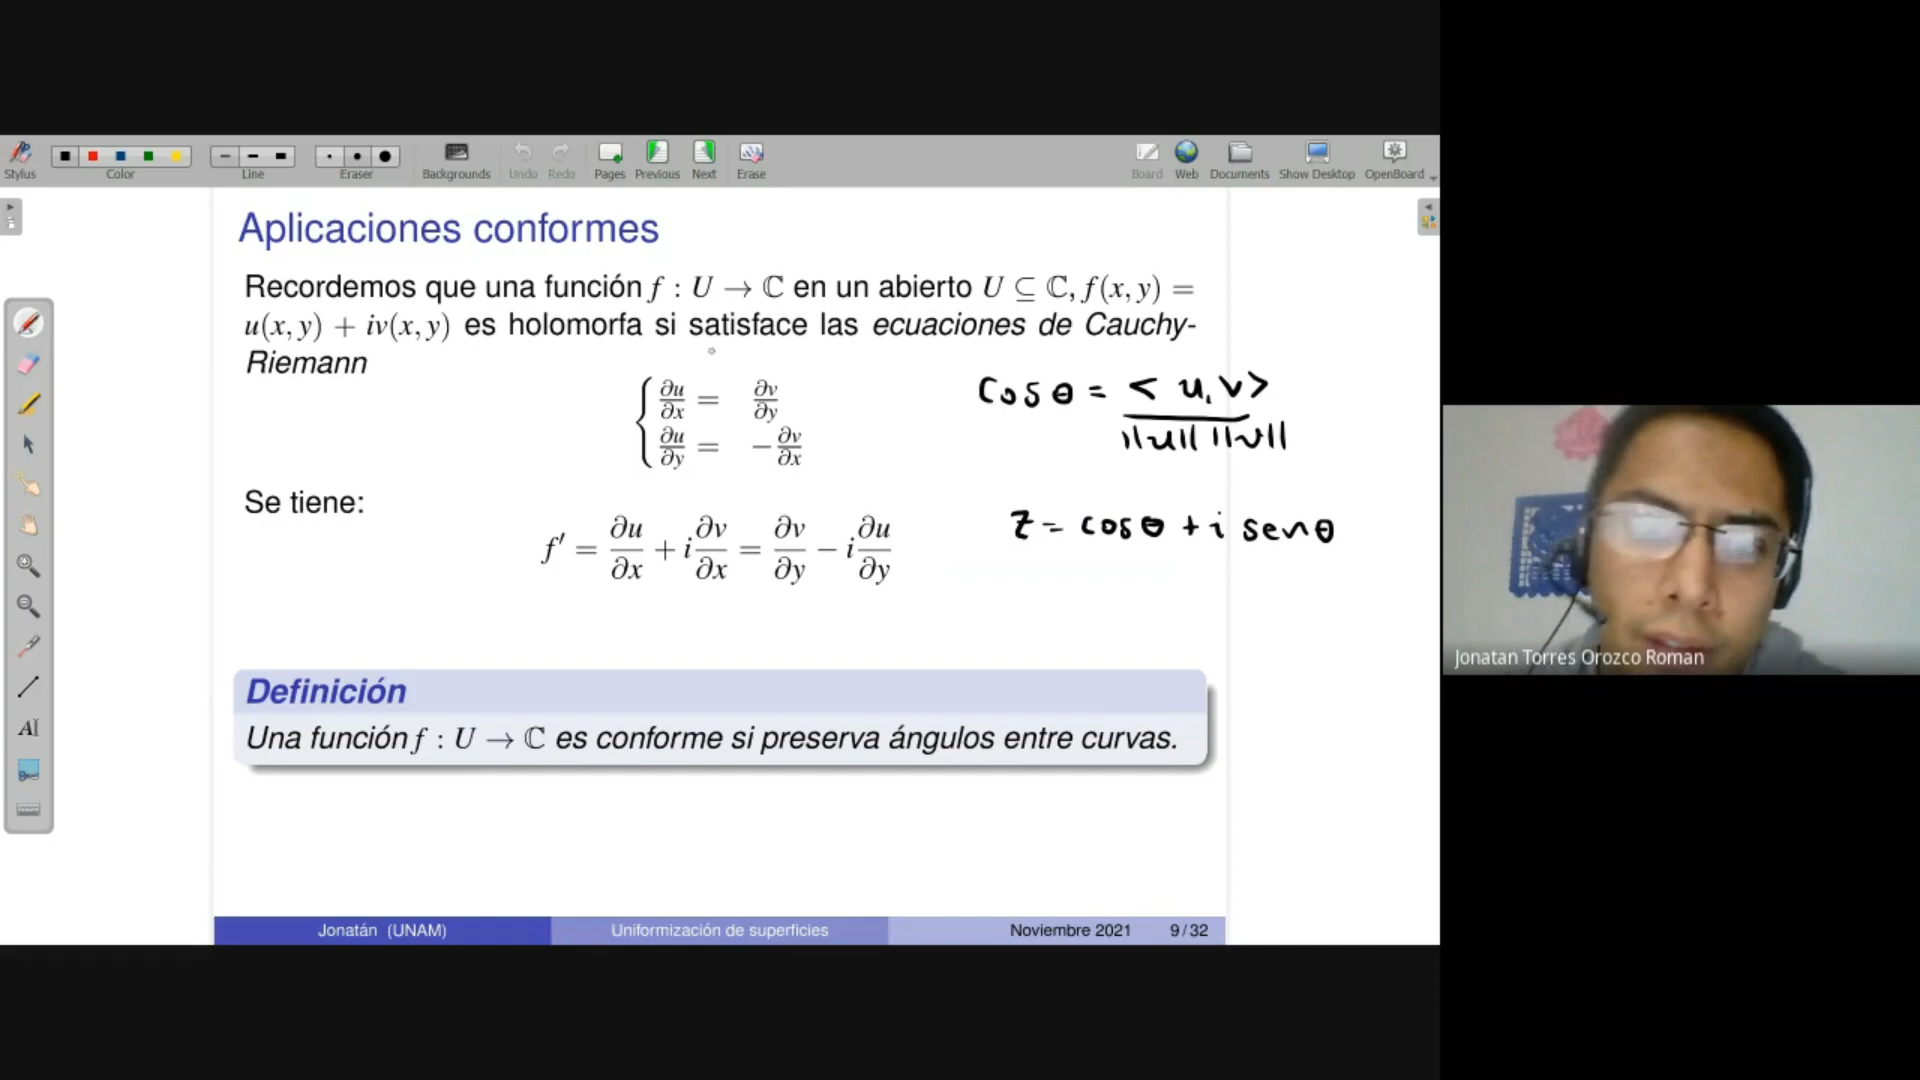 Stylus
Color
Line
Eraser
Backgrounds
Undo
Redo
Pages
Previous
Next
Erase
Board
Web
Documents
Show Desktop
OpenBoard
Aplicaciones conformes
Recordemos que una función f : U → ℂ en un abierto U ⊆ ℂ, f(x, y) =
u(x, y) + iv(x, y) es holomorfa si satisface las ecuaciones de Cauchy-
Riemann
{ ∂u/∂x = ∂v/∂y
∂u/∂y = −∂v/∂x
cos θ = <u,v> / ||u|| ||v||
Se tiene:
f′ = ∂u/∂x + i ∂v/∂x = ∂v/∂y − i ∂u/∂y
z = cos θ + i sen θ
Definición
Una función f : U → ℂ es conforme si preserva ángulos entre curvas.
Jonatán (UNAM)
Uniformización de superficies
Noviembre 2021
9 / 32
Jonatan Torres Orozco Roman